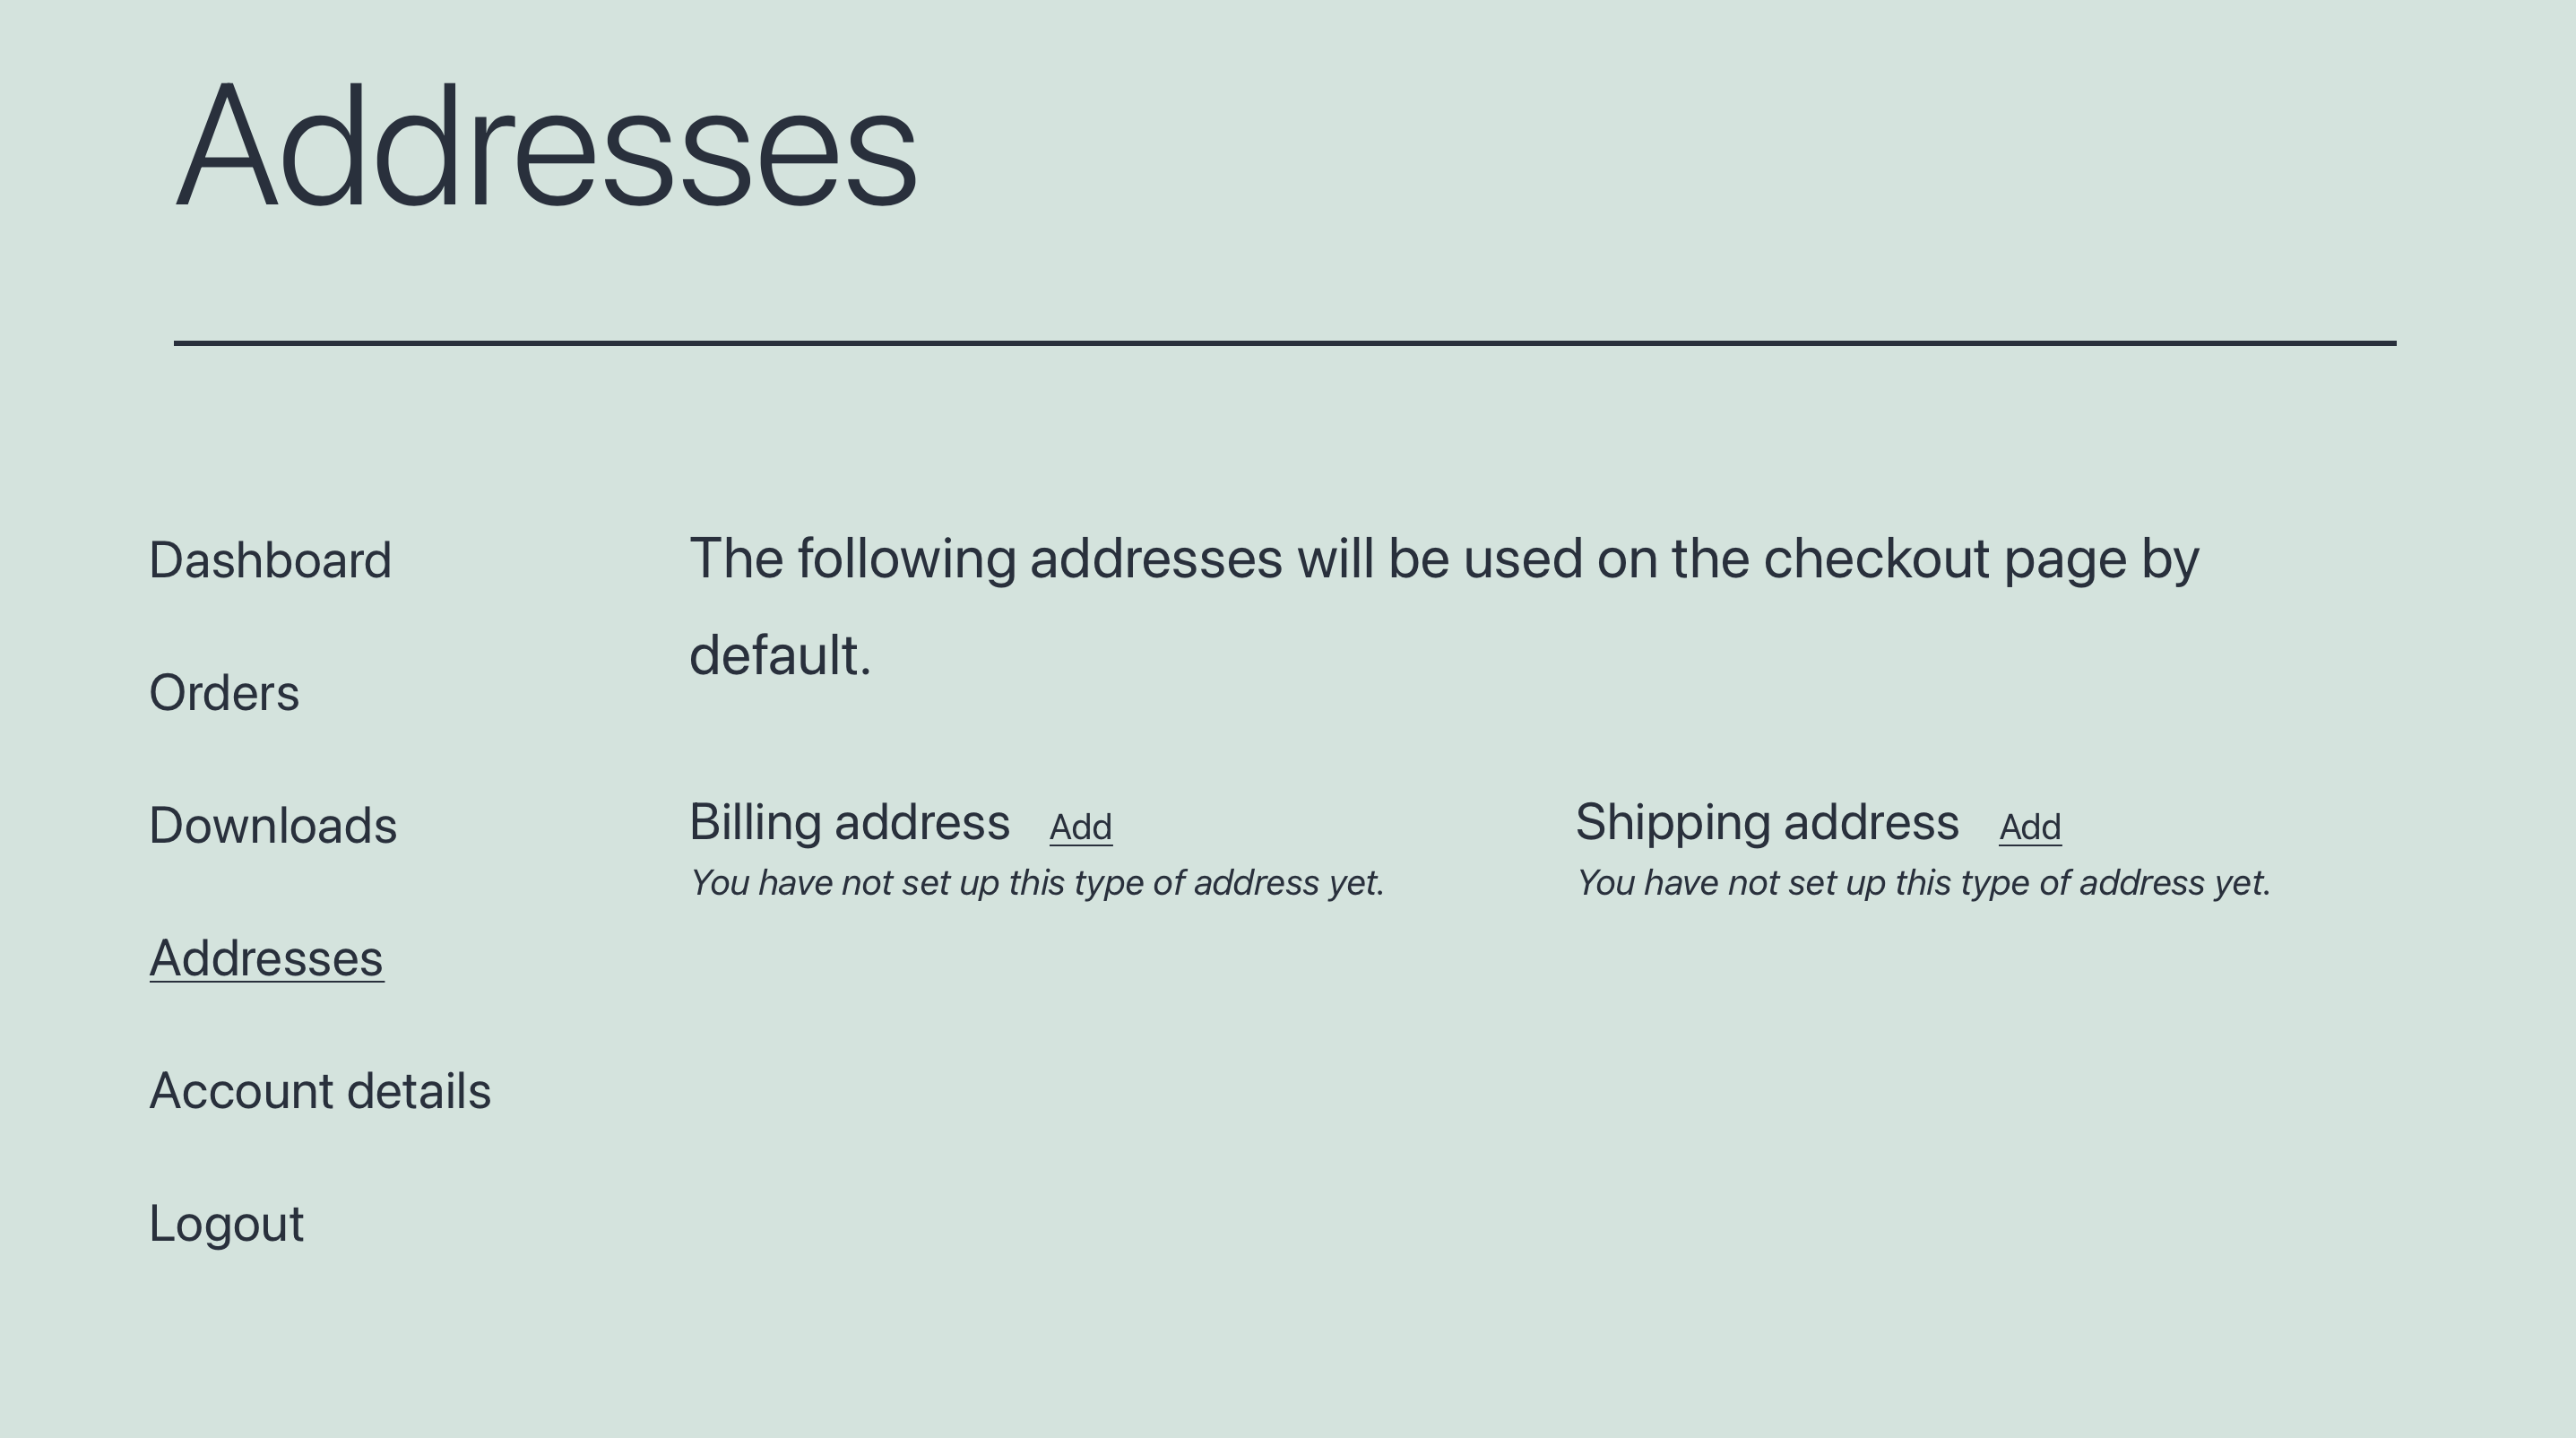 Addresses
Dashboard
Orders
Downloads
Addresses
Account details
Logout
The following addresses will be used on the checkout page by
default.
Billing address Add
You have not set up this type of address yet.
Shipping address Add
You have not set up this type of address yet.